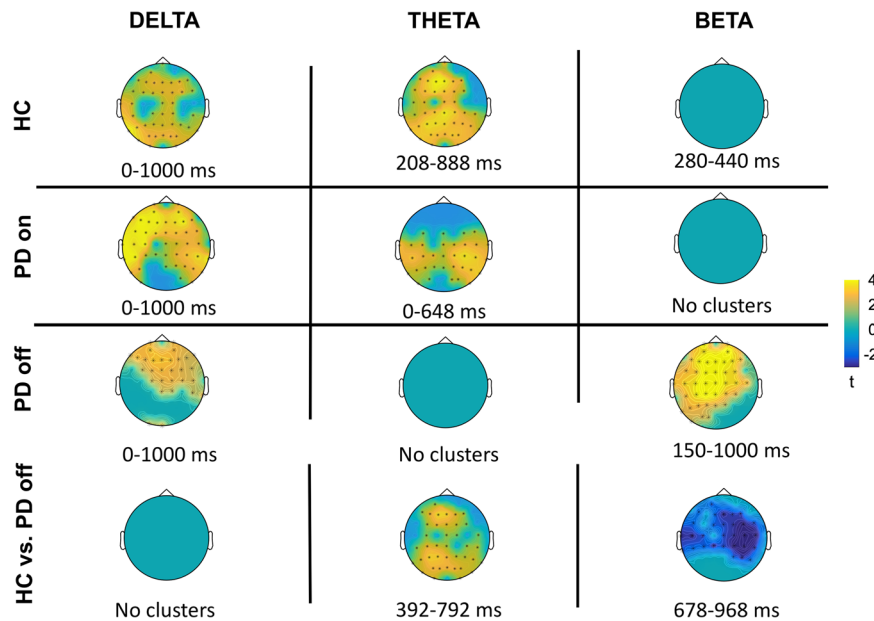 DELTA THETA BETA
HC
0-1000 ms 208-888 ms 280-440 ms
PD on
0-1000 ms 0-648 ms No clusters
4
2
0
-2
t
PD off
0-1000 ms No clusters 150-1000 ms
HC vs. PD off
No clusters 392-792 ms 678-968 ms